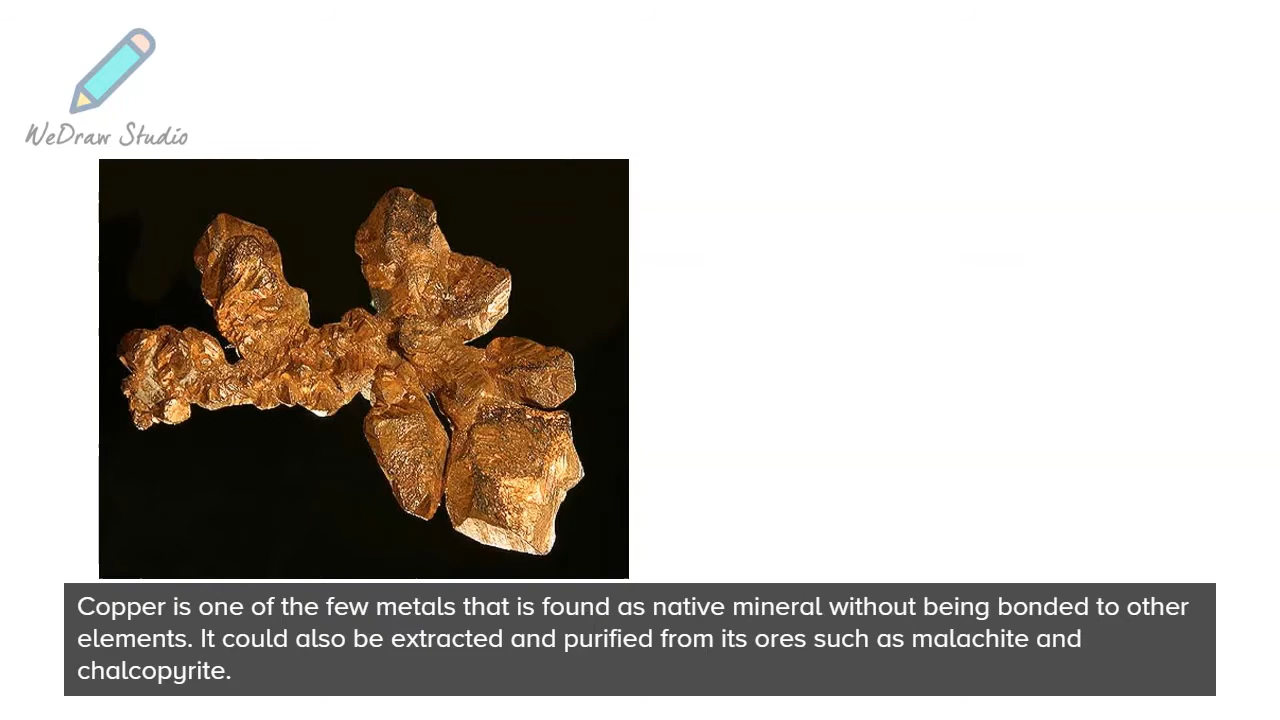 WeDraw Studio
Copper is one of the few metals that is found as native mineral without being bonded to other
elements. It could also be extracted and purified from its ores such as malachite and
chalcopyrite.